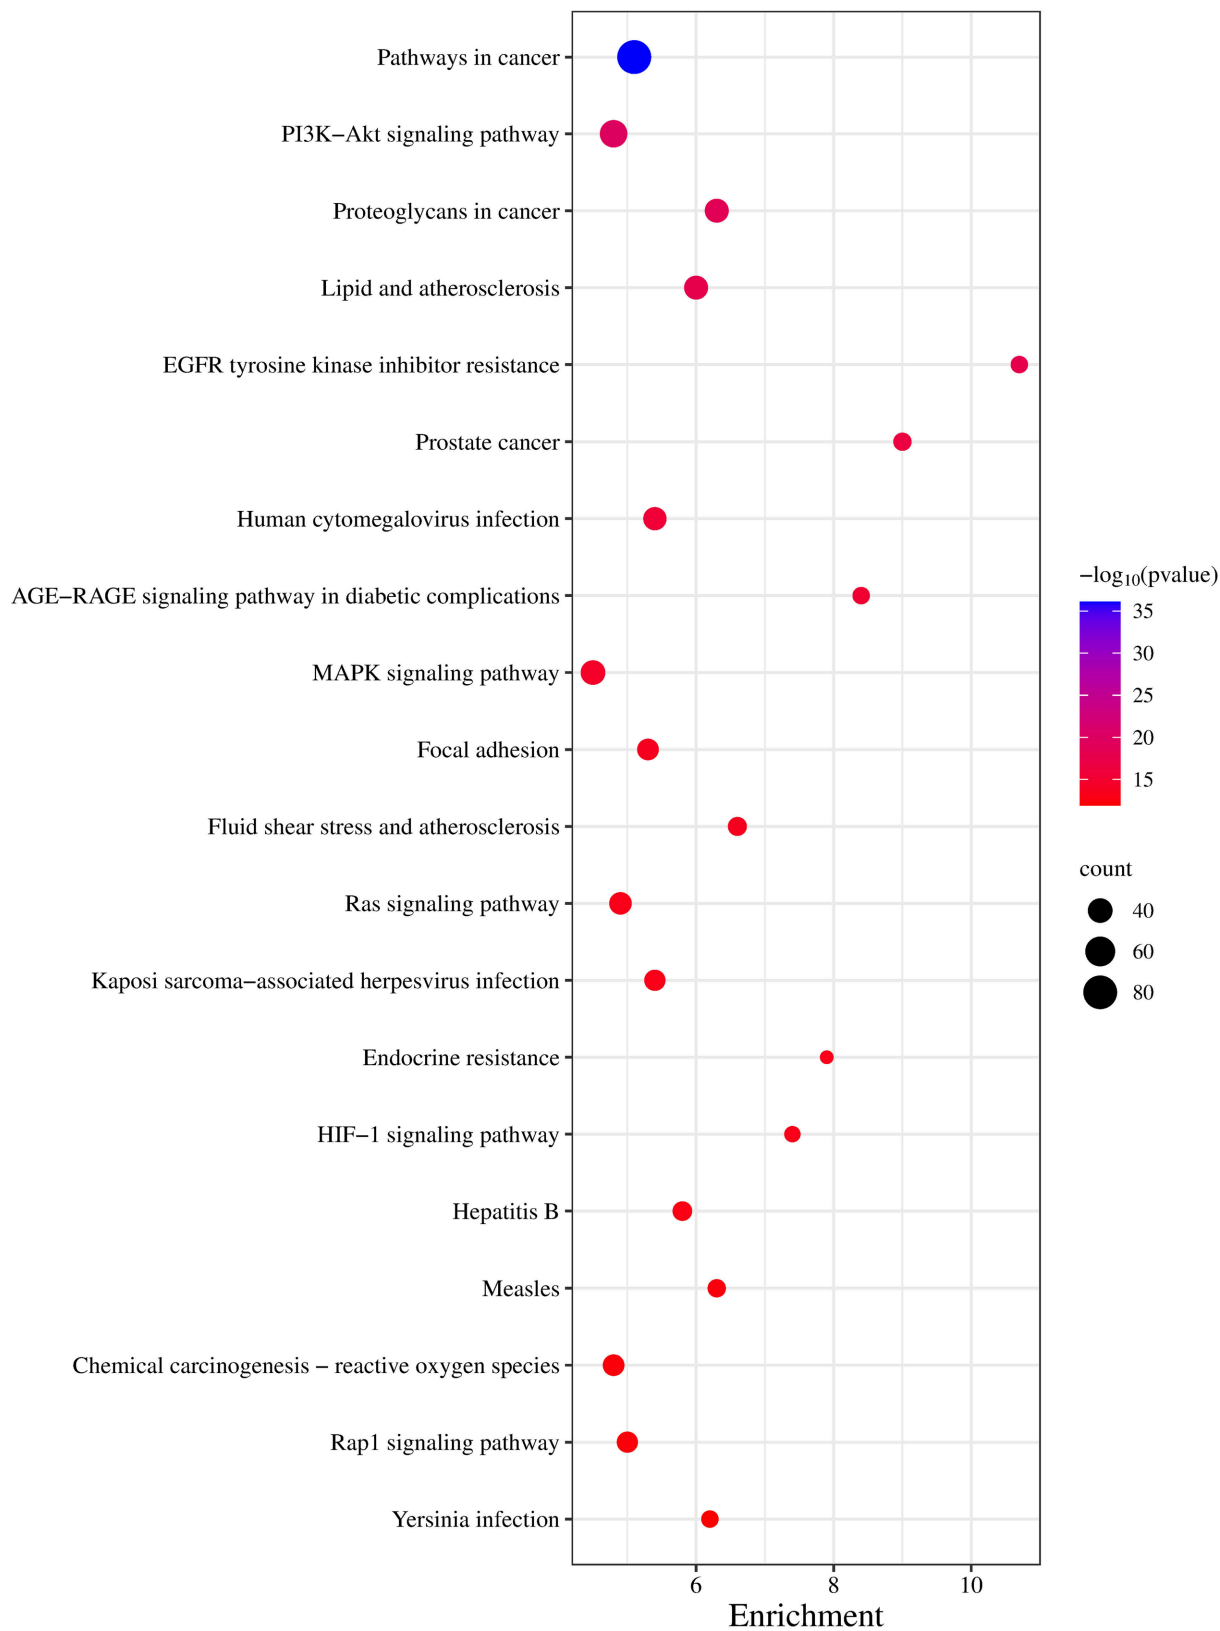 Pathways in cancer
PI3K−Akt signaling pathway
Proteoglycans in cancer
Lipid and atherosclerosis
EGFR tyrosine kinase inhibitor resistance
Prostate cancer
Human cytomegalovirus infection
AGE−RAGE signaling pathway in diabetic complications
MAPK signaling pathway
Focal adhesion
Fluid shear stress and atherosclerosis
Ras signaling pathway
Kaposi sarcoma−associated herpesvirus infection
Endocrine resistance
HIF−1 signaling pathway
Hepatitis B
Measles
Chemical carcinogenesis − reactive oxygen species
Rap1 signaling pathway
Yersinia infection
6 8 10
Enrichment
−log₁₀(pvalue)
35
30
25
20
15
count
40
60
80